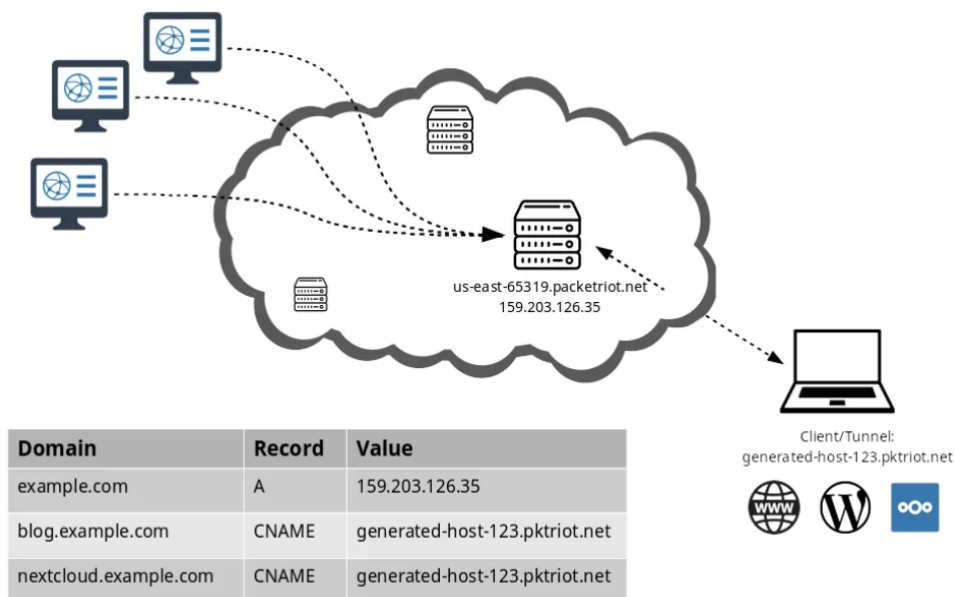 us-east-65319.packetriot.net
159.203.126.35
Client/Tunnel:
generated-host-123.pktriot.net
WWW
W
Domain Record Value
example.com A 159.203.126.35
blog.example.com CNAME generated-host-123.pktriot.net
nextcloud.example.com CNAME generated-host-123.pktriot.net